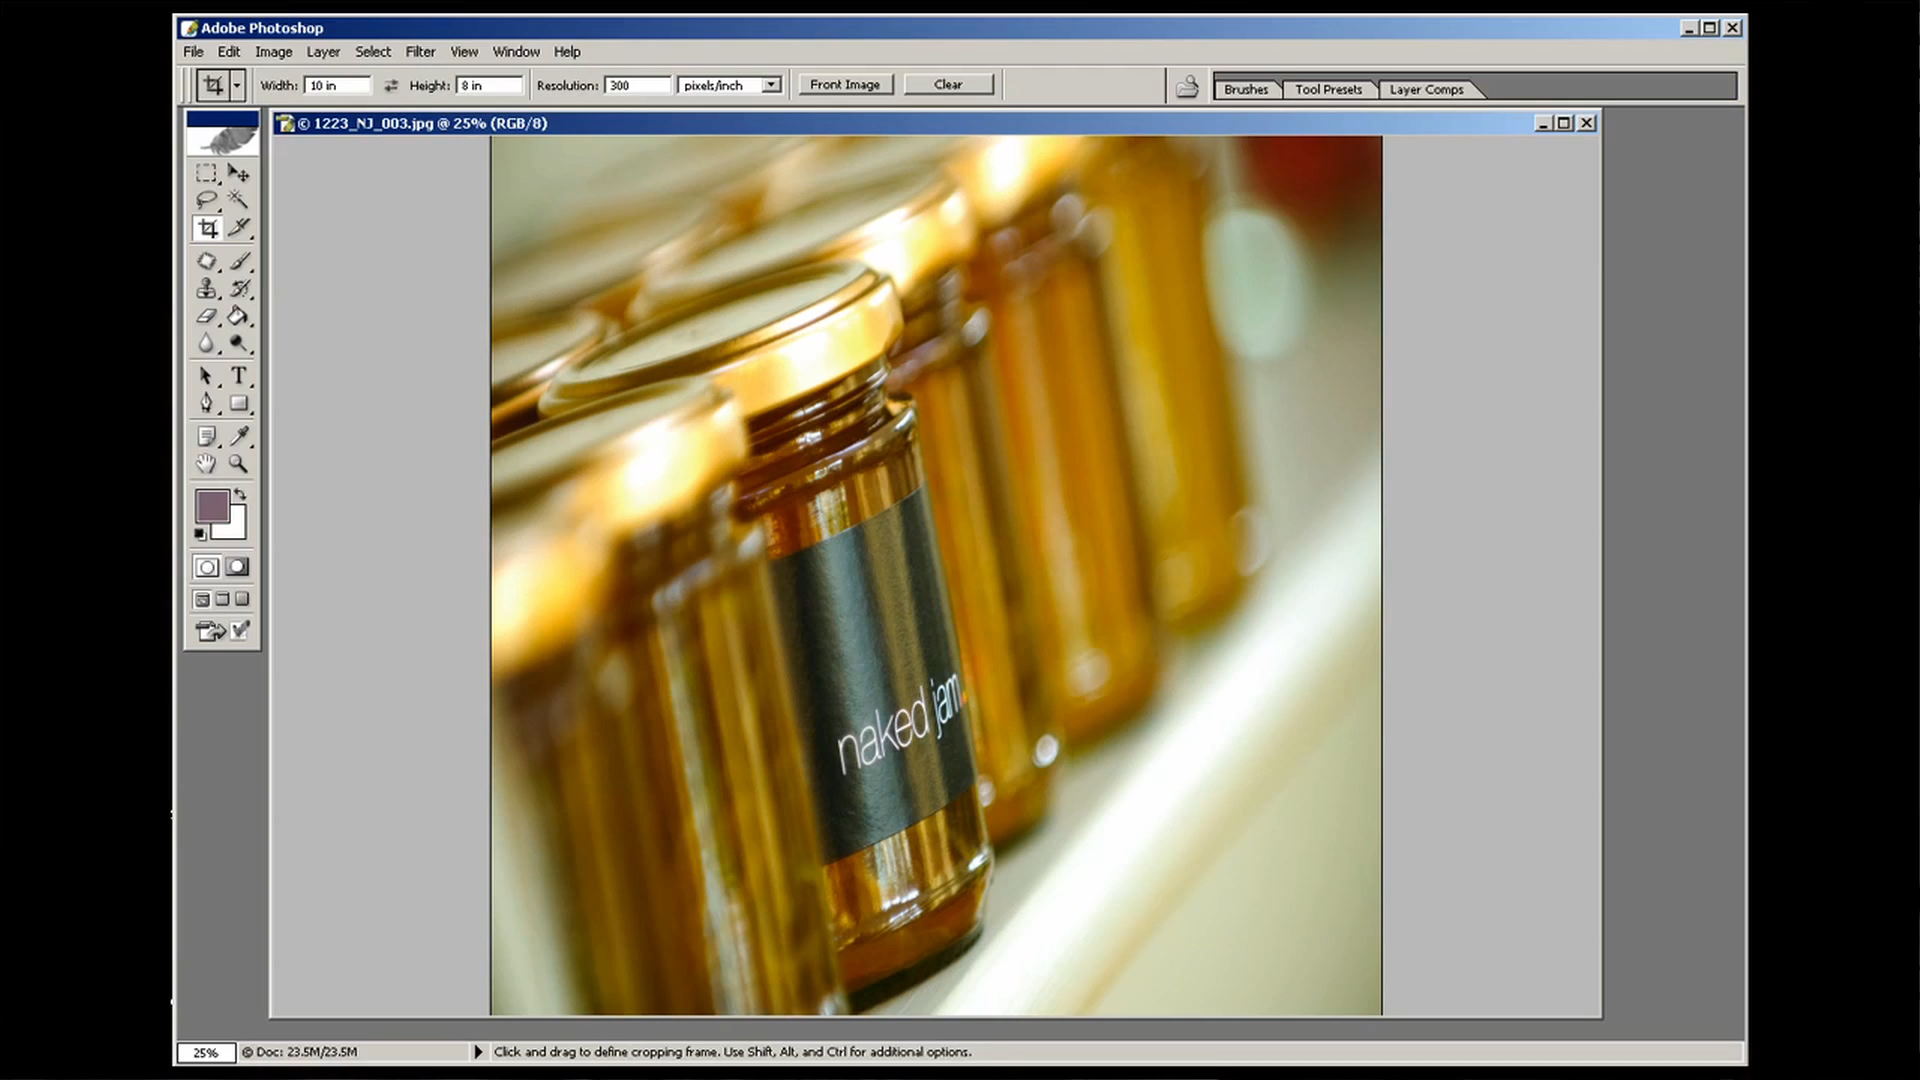 Adobe Photoshop
File Edit Image Layer Select Filter View Window Help
Width: 10 in Height: 8 in Resolution: 300 pixels/inch Front Image Clear Brushes Tool Presets Layer Comps
© 1223_NJ_003.jpg @ 25% (RGB/8)
T
naked jam.
25% © Doc: 23.5M/23.5M Click and drag to define cropping frame. Use Shift, Alt, and Ctrl for additional options.